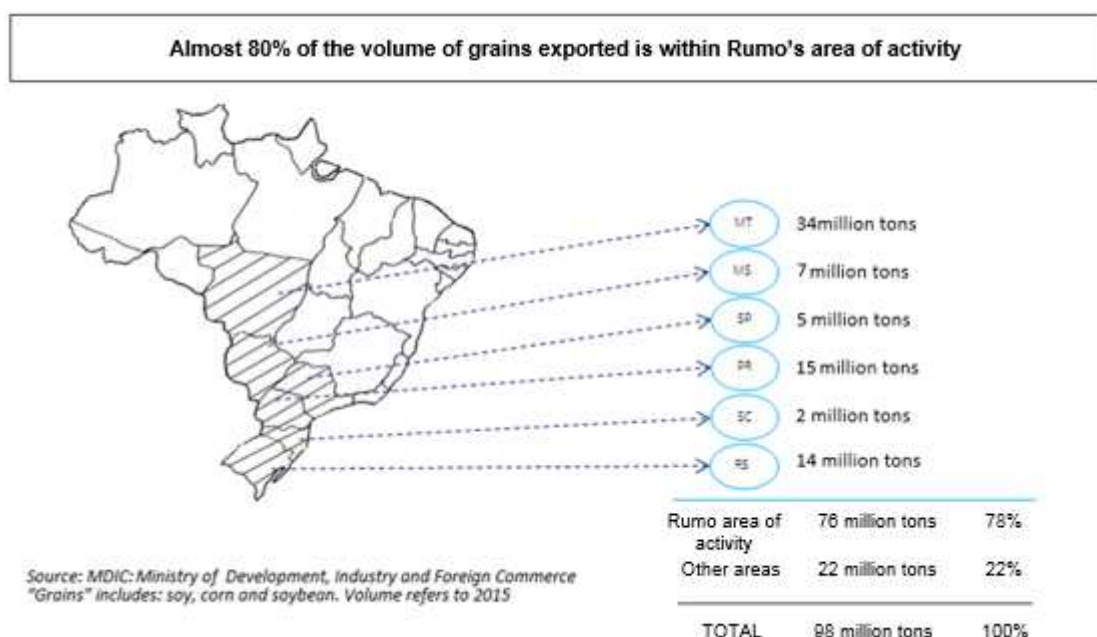 Almost 80% of the volume of grains exported is within Rumo's area of activity
MT 34million tons
MS 7 million tons
SP 5 million tons
PR 15 million tons
SC 2 million tons
RS 14 million tons
Rumo area of activity 76 million tons 78%
Other areas 22 million tons 22%
TOTAL 98 million tons 100%
Source: MDIC: Ministry of Development, Industry and Foreign Commerce
"Grains" includes: soy, corn and soybean. Volume refers to 2015